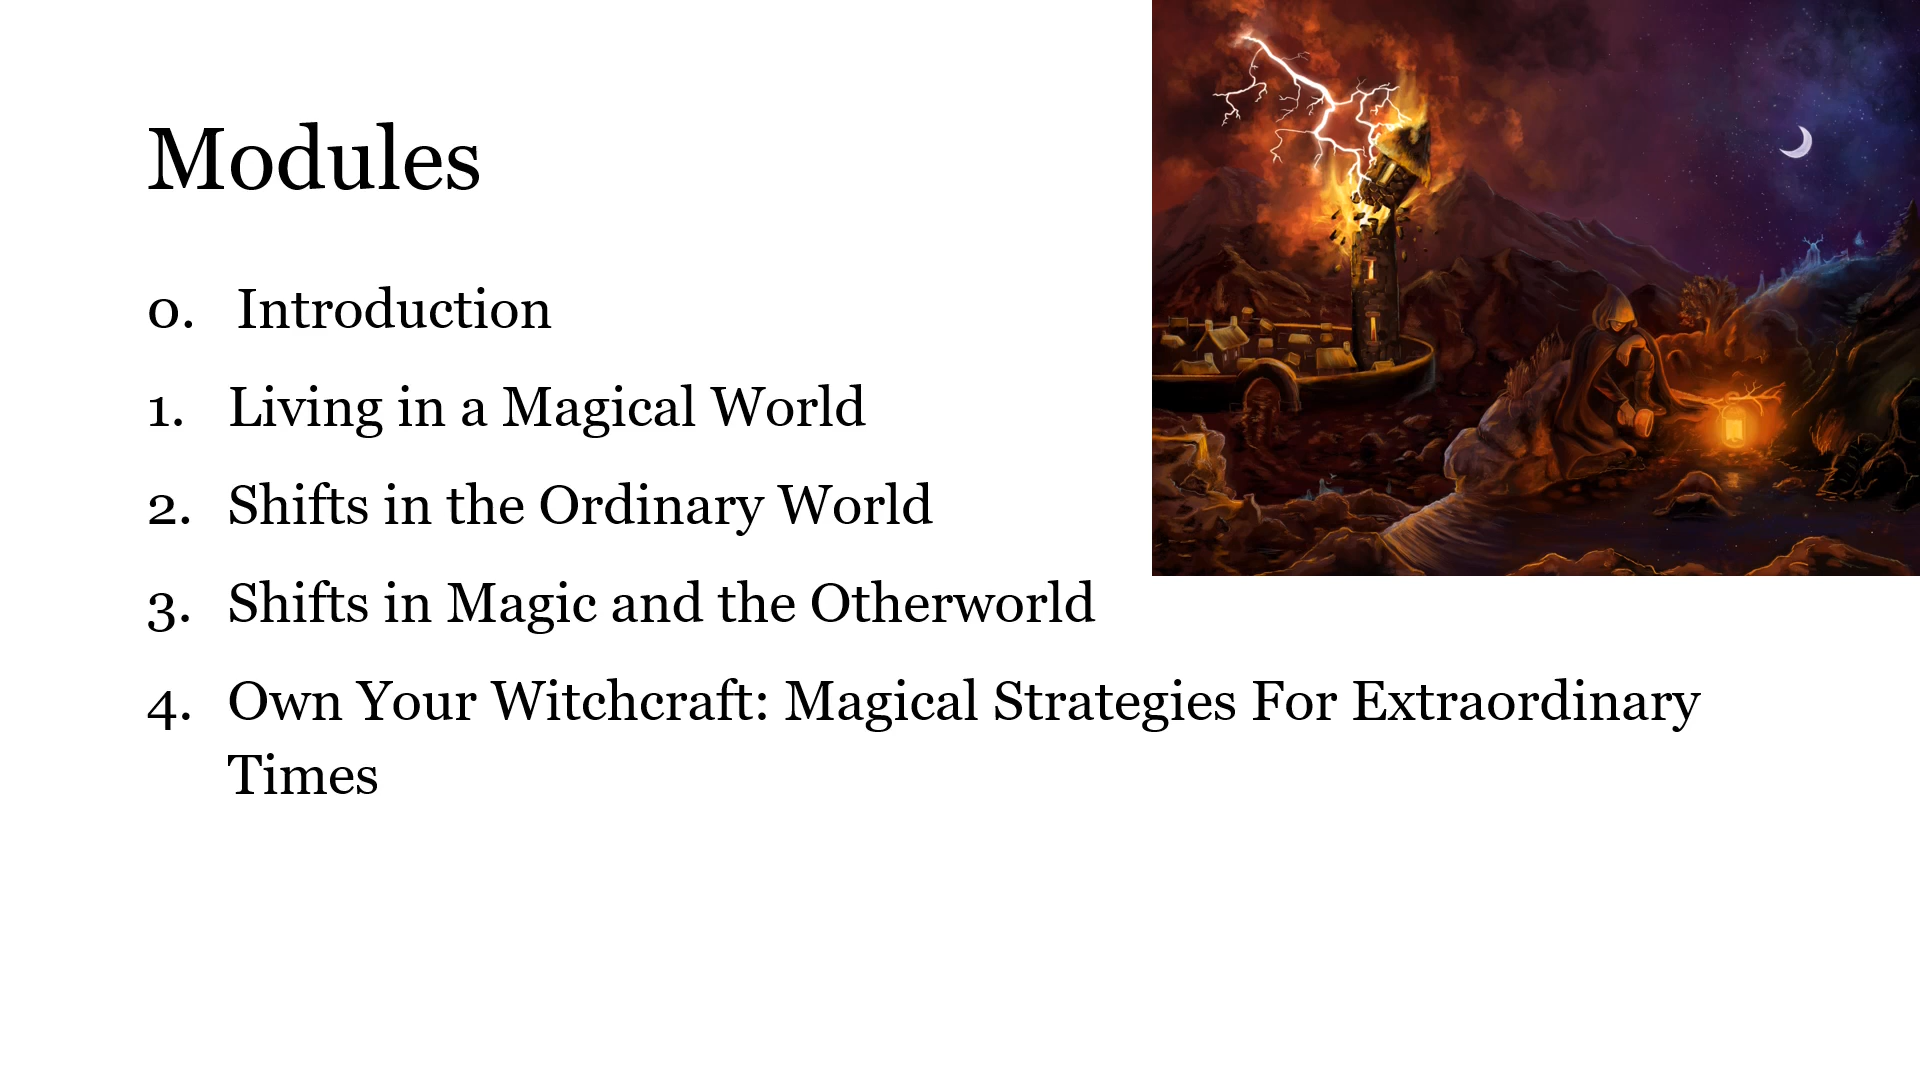 Modules
0. Introduction
1. Living in a Magical World
2. Shifts in the Ordinary World
3. Shifts in Magic and the Otherworld
4. Own Your Witchcraft: Magical Strategies For Extraordinary
Times